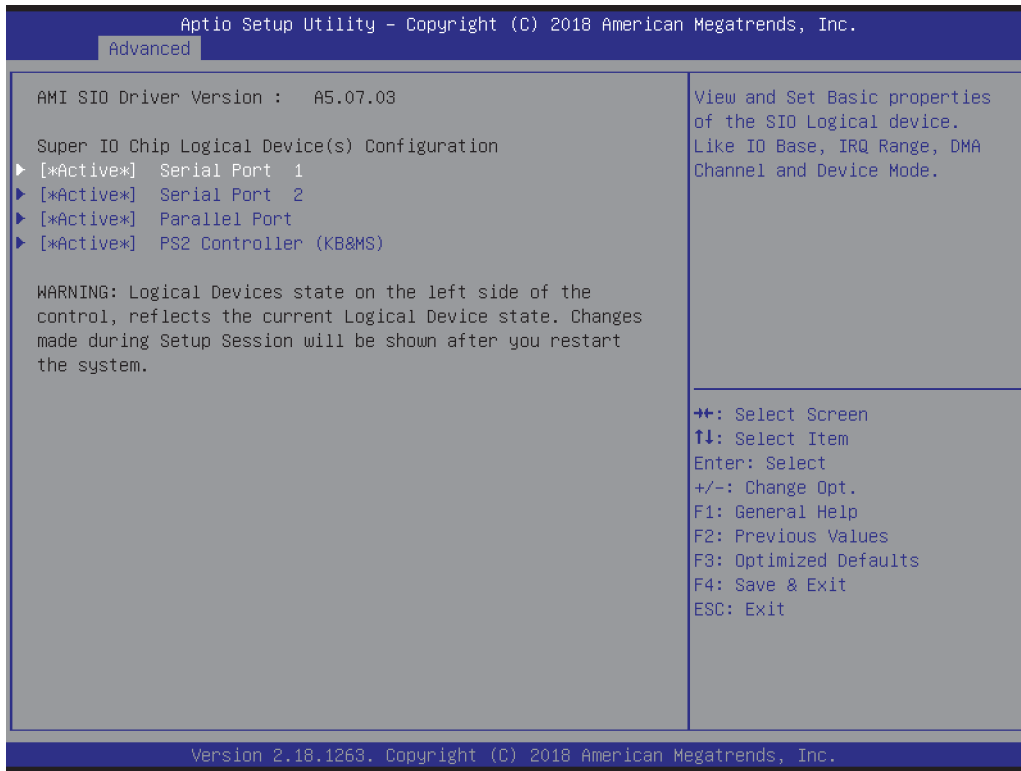 Aptio Setup Utility – Copyright (C) 2018 American Megatrends, Inc.
Advanced
AMI SIO Driver Version : A5.07.03
Super IO Chip Logical Device(s) Configuration
[*Active*] Serial Port 1
[*Active*] Serial Port 2
[*Active*] Parallel Port
[*Active*] PS2 Controller (KB&MS)
WARNING: Logical Devices state on the left side of the
control, reflects the current Logical Device state. Changes
made during Setup Session will be shown after you restart
the system.
View and Set Basic properties
of the SIO Logical device.
Like IO Base, IRQ Range, DMA
Channel and Device Mode.
→←: Select Screen
↑↓: Select Item
Enter: Select
+/-: Change Opt.
F1: General Help
F2: Previous Values
F3: Optimized Defaults
F4: Save & Exit
ESC: Exit
Version 2.18.1263. Copyright (C) 2018 American Megatrends, Inc.